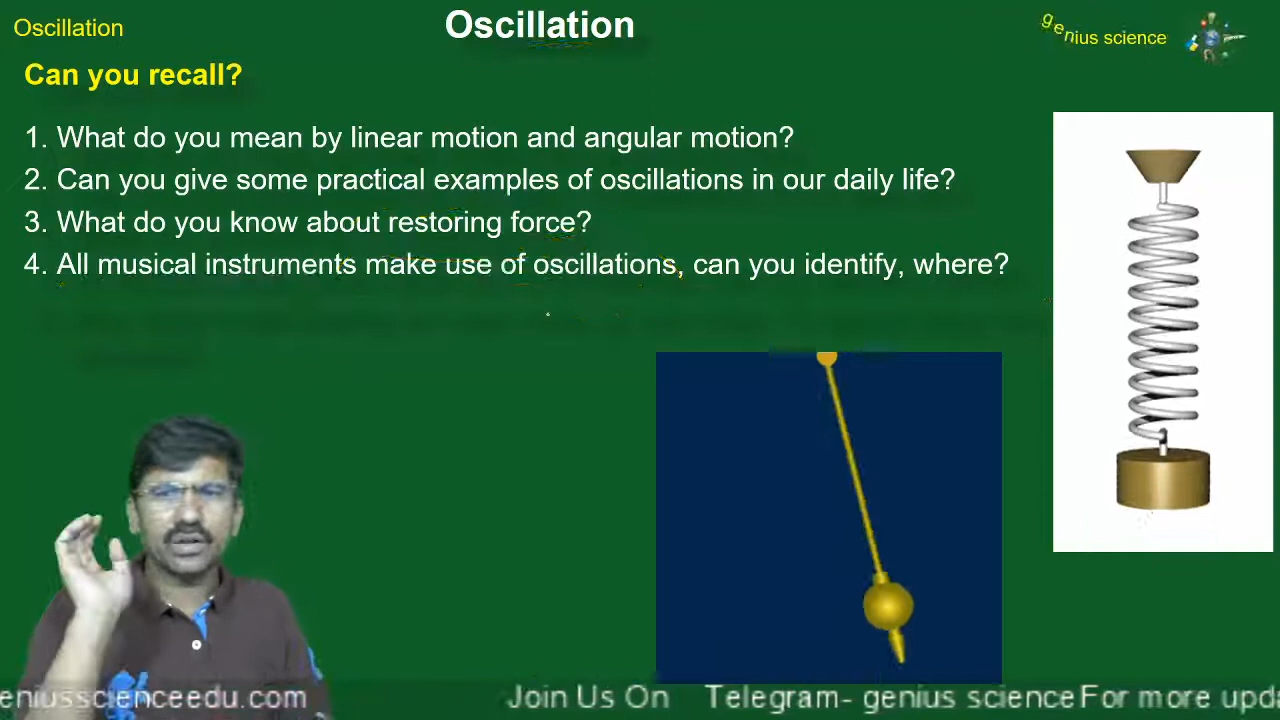 Oscillation
Oscillation
genius science
Can you recall?
1. What do you mean by linear motion and angular motion?
2. Can you give some practical examples of oscillations in our daily life?
3. What do you know about restoring force?
4. All musical instruments make use of oscillations, can you identify, where?
eniusscienceedu.com Join Us On Telegram- genius science For more upd